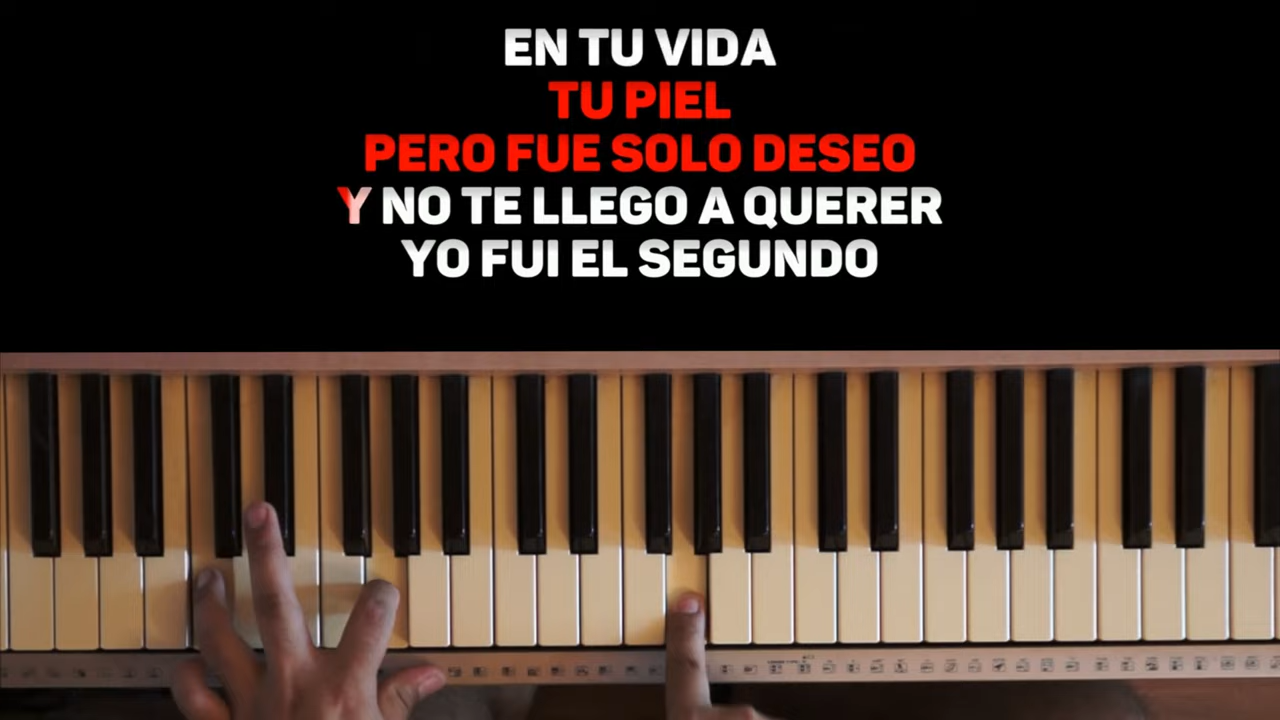 EN TU VIDA
TU PIEL
PERO FUE SOLO DESEO
Y NO TE LLEGO A QUERER
YO FUI EL SEGUNDO